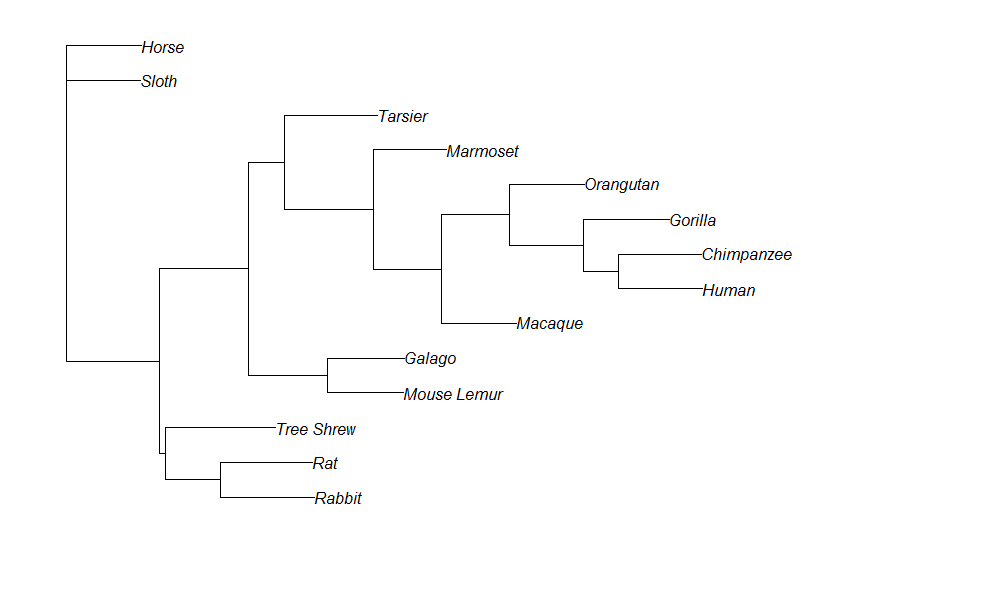 Horse
Sloth
Tarsier
Marmoset
Orangutan
Gorilla
Chimpanzee
Human
Macaque
Galago
Mouse Lemur
Tree Shrew
Rat
Rabbit